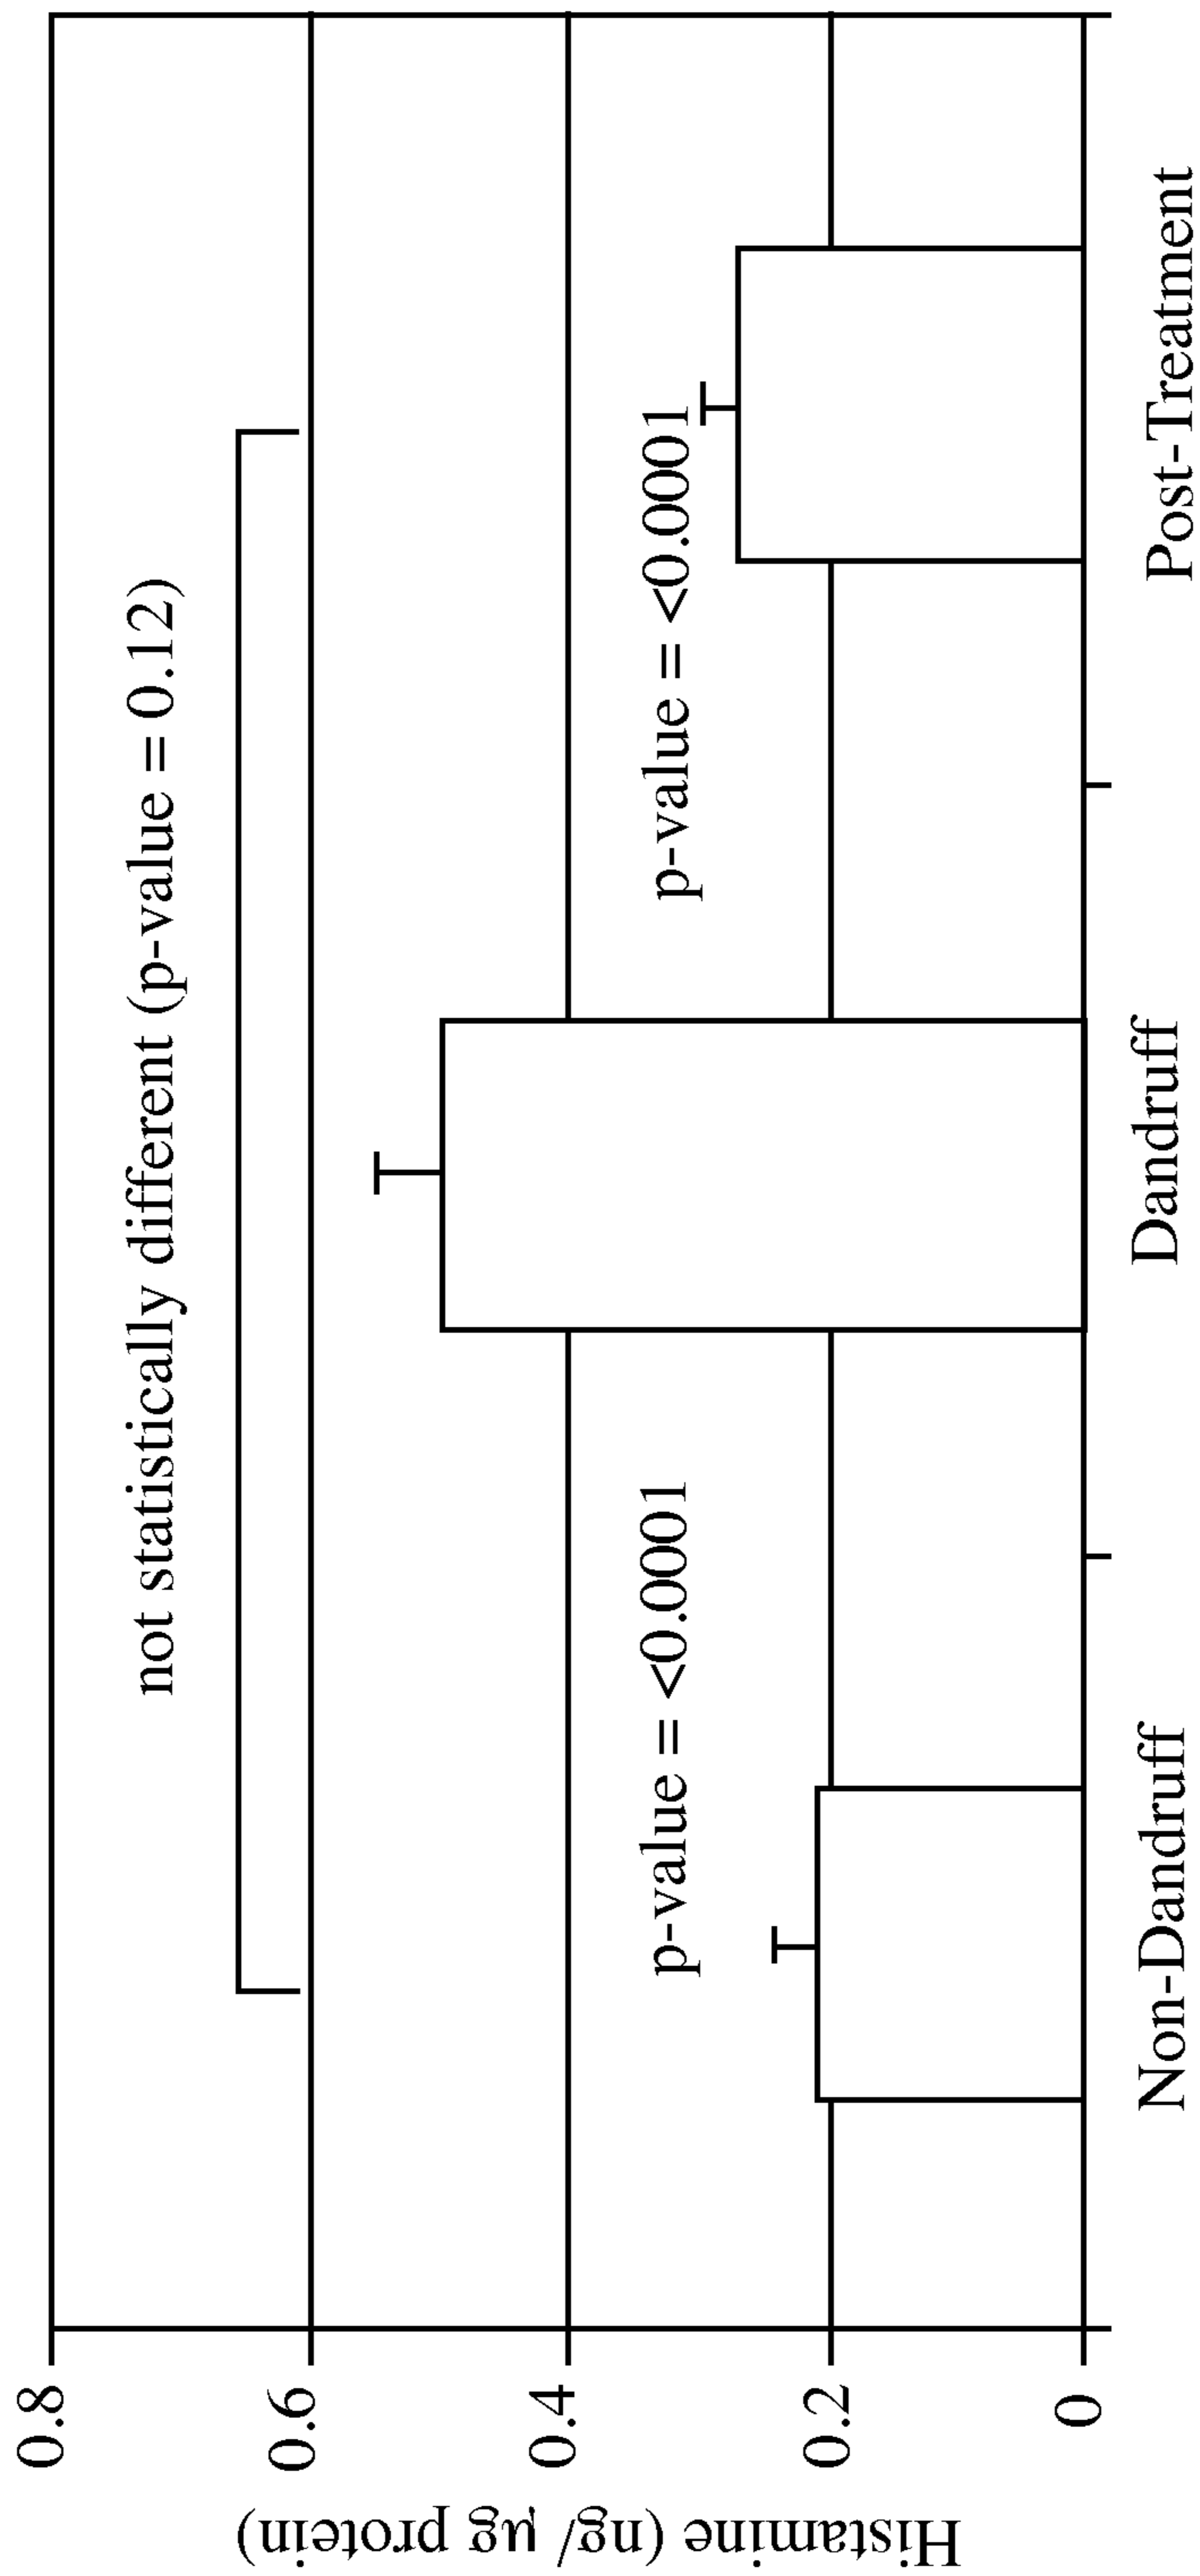 Histamine (ng/ μg protein)
0.8
0.6
0.4
0.2
0
not statistically different (p-value = 0.12)
p-value = <0.0001
p-value = <0.0001
Non-Dandruff
Dandruff
Post-Treatment